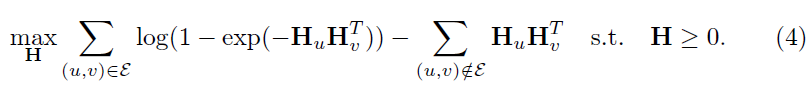 max_H ∑_{(u,v)∈ℰ} log(1 − exp(−H_u H_v^T)) − ∑_{(u,v)∉ℰ} H_u H_v^T s.t. H ≥ 0. (4)